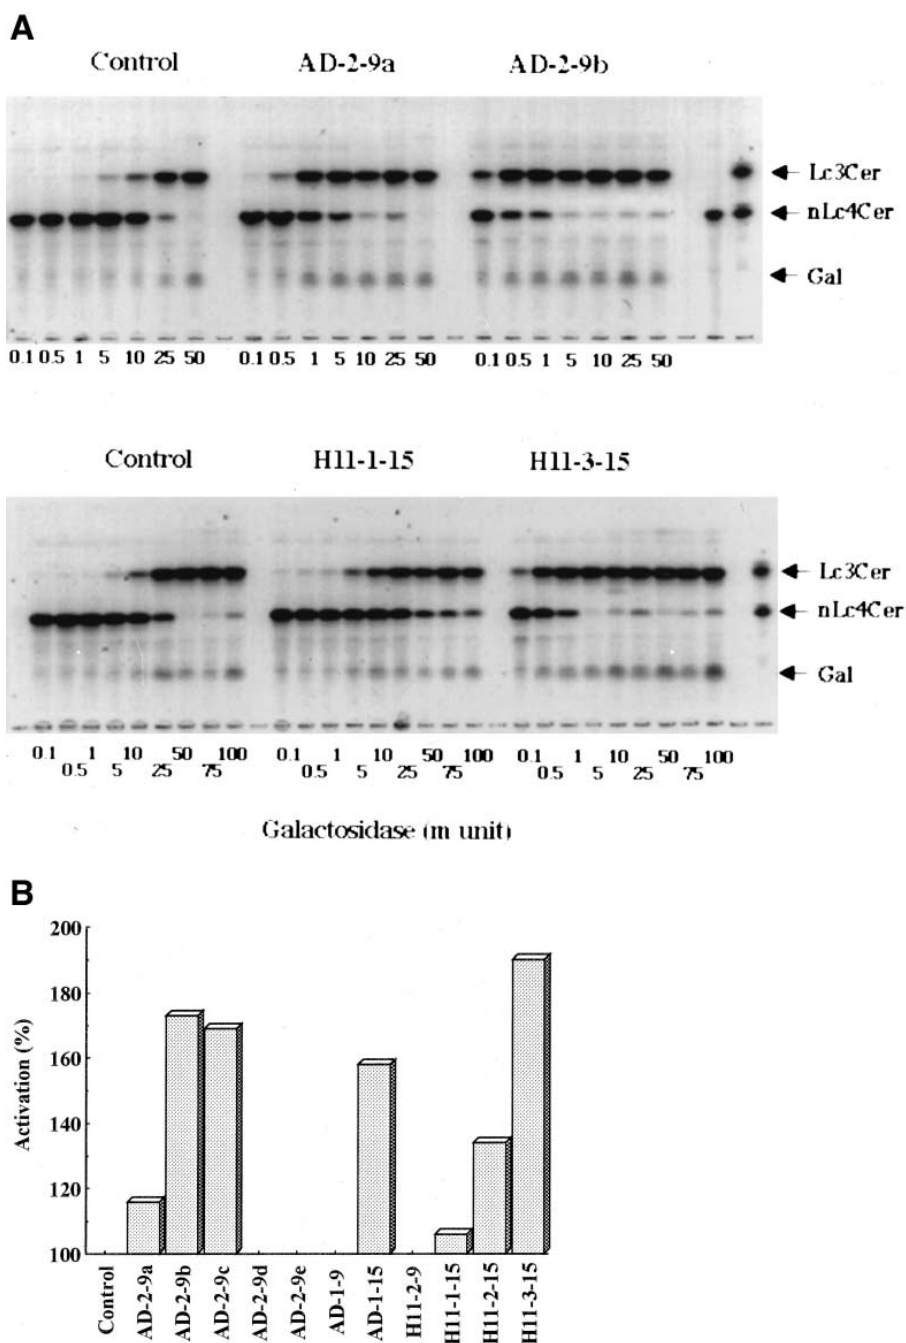 A
Control AD-2-9a AD-2-9b
Lc3Cer
nLc4Cer
Gal
0.1 0.5 1 5 10 25 50 0.1 0.5 1 5 10 25 50 0.1 0.5 1 5 10 25 50
Control H11-1-15 H11-3-15
Lc3Cer
nLc4Cer
Gal
0.1 1 10 50 100 0.1 1 10 50 100 0.1 1 10 50 100
0.5 5 25 75 0.5 5 25 75 0.5 5 25 75
Galactosidase (m unit)
B
200
180
160
140
120
100
Activation (%)
Control
AD-2-9a
AD-2-9b
AD-2-9c
AD-2-9d
AD-2-9e
AD-1-9
AD-1-15
H11-2-9
H11-1-15
H11-2-15
H11-3-15